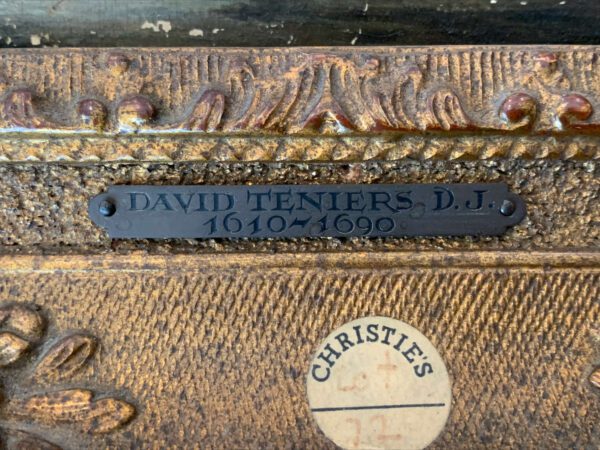 DAVID TENIERS D.J.
1610-1690
CHRISTIE'S